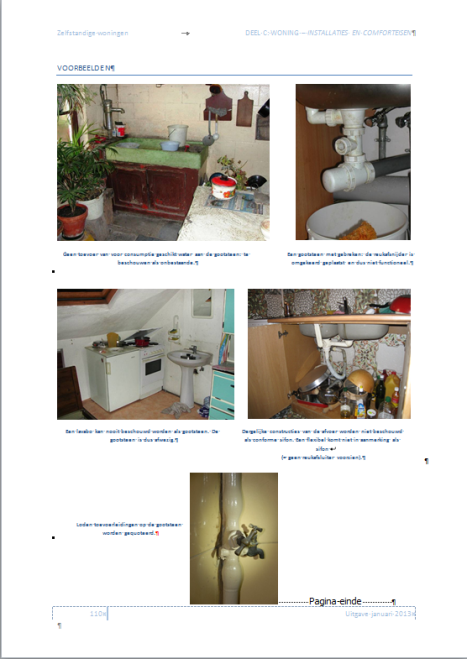 Zelfstandige woningen → DEEL C: WONING – INSTALLATIES- EN COMFORTEISEN¶
VOORBEELDEN¶
Geen toevoer van voor consumptie geschikt water aan de gootsteen: te
beschouwen als onbestaande.¶
Een gootsteen met gebreken: de reukafsnijder is
omgekeerd geplaatst en dus niet functioneel.¶
Een lavabo kan nooit beschouwd worden als gootsteen. De
gootsteen is dus afwezig.¶
Dergelijke constructies van de afvoer worden niet beschouwd
als conforme sifon. Een flexibel komt niet in aanmerking als
sifon ↵
(+ geen reukafsluiter voorzien).¶
¶
Loden toevoerleidingen op de gootsteen
worden gequoteerd.¶
Pagina-einde¶
110
Uitgave januari 2013
¶